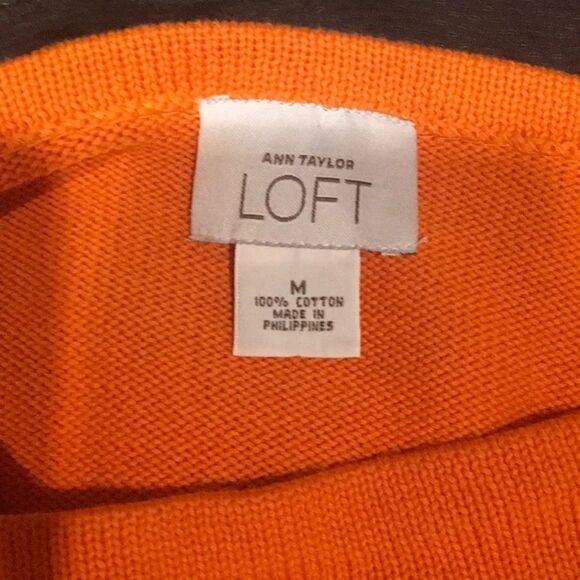 ANN TAYLOR
LOFT
M
100% COTTON
MADE IN
PHILIPPINES